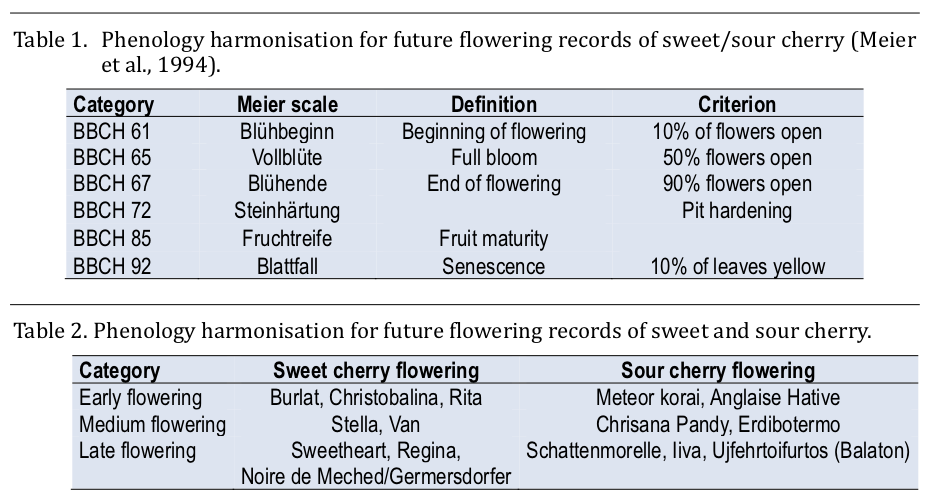 Table 1. Phenology harmonisation for future flowering records of sweet/sour cherry (Meier
et al., 1994).
Category Meier scale Definition Criterion
BBCH 61 Blühbeginn Beginning of flowering 10% of flowers open
BBCH 65 Vollblüte Full bloom 50% flowers open
BBCH 67 Blühende End of flowering 90% flowers open
BBCH 72 Steinhärtung Pit hardening
BBCH 85 Fruchtreife Fruit maturity
BBCH 92 Blattfall Senescence 10% of leaves yellow
Table 2. Phenology harmonisation for future flowering records of sweet and sour cherry.
Category Sweet cherry flowering Sour cherry flowering
Early flowering Burlat, Christobalina, Rita Meteor korai, Anglaise Hative
Medium flowering Stella, Van Chrisana Pandy, Erdibotermo
Late flowering Sweetheart, Regina, Schattenmorelle, Iiva, Ujfehrtoifurtos (Balaton)
Noire de Meched/Germersdorfer